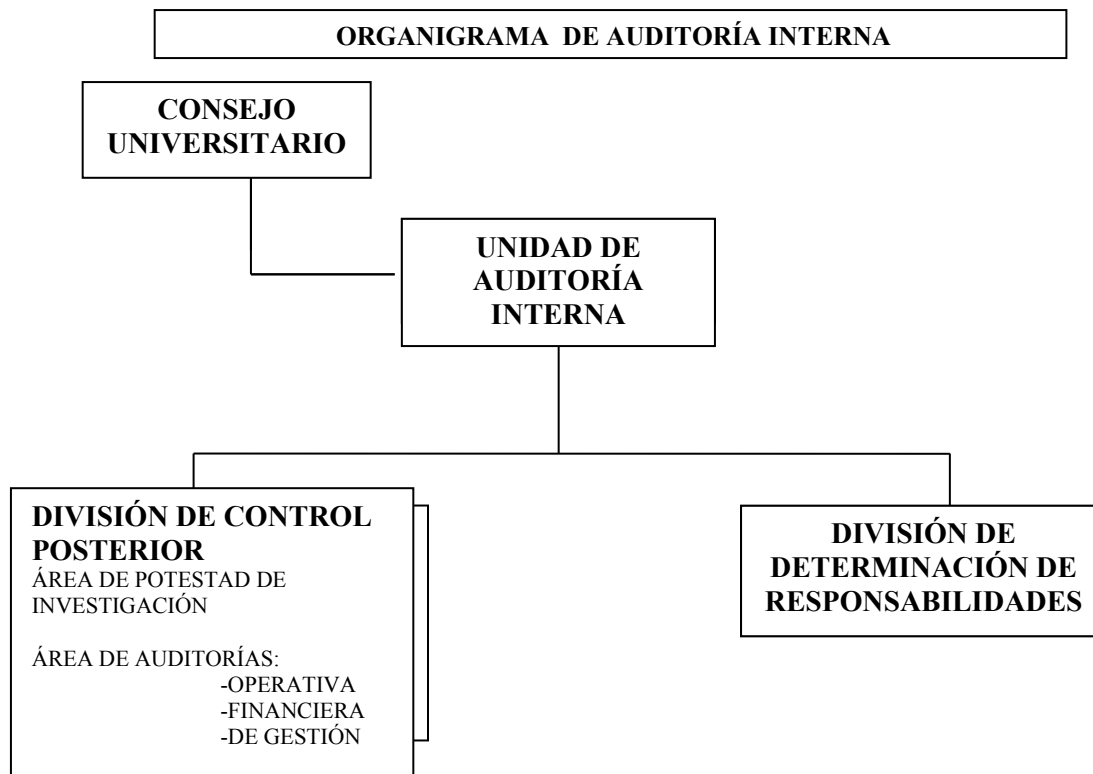 ORGANIGRAMA DE AUDITORÍA INTERNA
CONSEJO
UNIVERSITARIO
UNIDAD DE
AUDITORÍA
INTERNA
DIVISIÓN DE CONTROL
POSTERIOR
ÁREA DE POTESTAD DE
INVESTIGACIÓN
ÁREA DE AUDITORÍAS:
-OPERATIVA
-FINANCIERA
-DE GESTIÓN
DIVISIÓN DE
DETERMINACIÓN DE
RESPONSABILIDADES